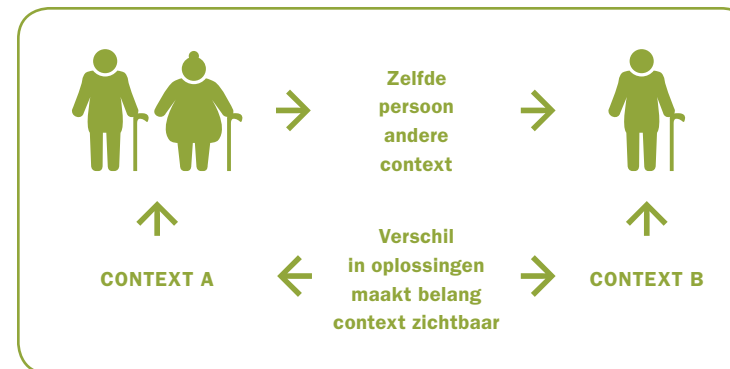 Zelfde
persoon
andere
context
CONTEXT A
Verschil
in oplossingen
maakt belang
context zichtbaar
CONTEXT B